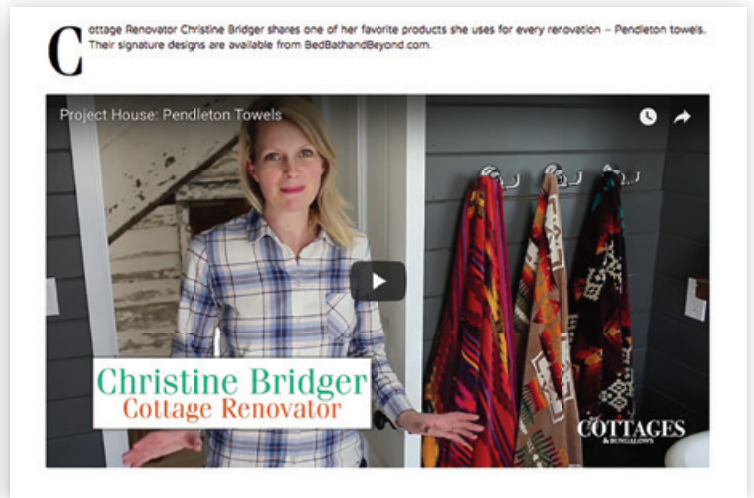 Cottage Renovator Christine Bridger shares one of her favorite products she uses for every renovation – Pendleton towels.
Their signature designs are available from BedBathandBeyond.com.
Project House: Pendleton Towels
Christine Bridger
Cottage Renovator
COTTAGES
& BUNGALOWS